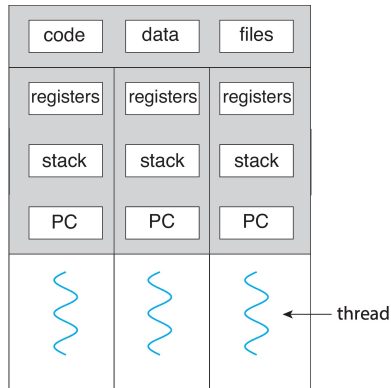 code data files
registers registers registers
stack stack stack
PC PC PC
thread